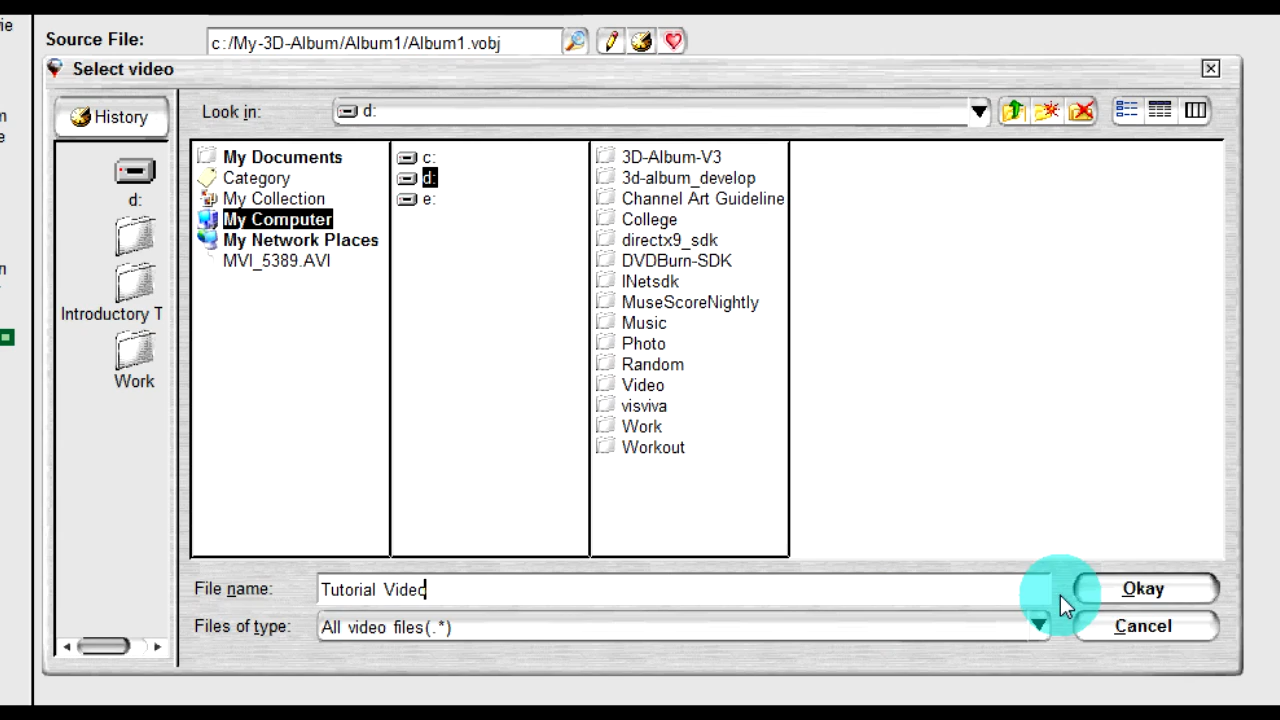 ie
Source File: c:/My-3D-Album/Album1/Album1.vobj
Select video
m
e
n
History
Look in: d:
d:
Introductory T
Work
My Documents
Category
My Collection
My Computer
My Network Places
MVI_5389.AVI
c:
d:
e:
3D-Album-V3
3d-album_develop
Channel Art Guideline
College
directx9_sdk
DVDBurn-SDK
INetsdk
MuseScoreNightly
Music
Photo
Random
Video
visviva
Work
Workout
File name: Tutorial Video
Okay
Files of type: All video files(.*)
Cancel